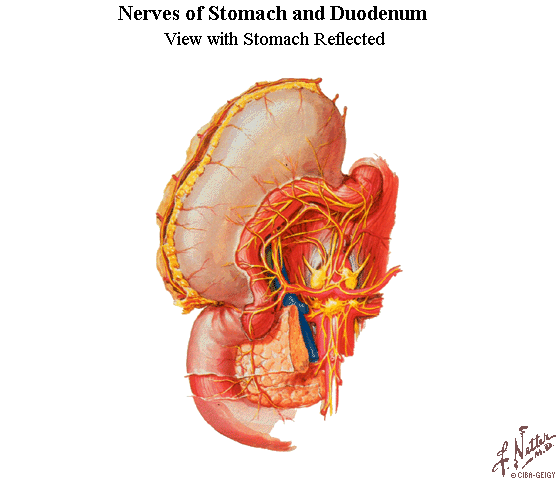 Nerves of Stomach and Duodenum
View with Stomach Reflected
F. Netter
M.D.
© CIBA-GEIGY